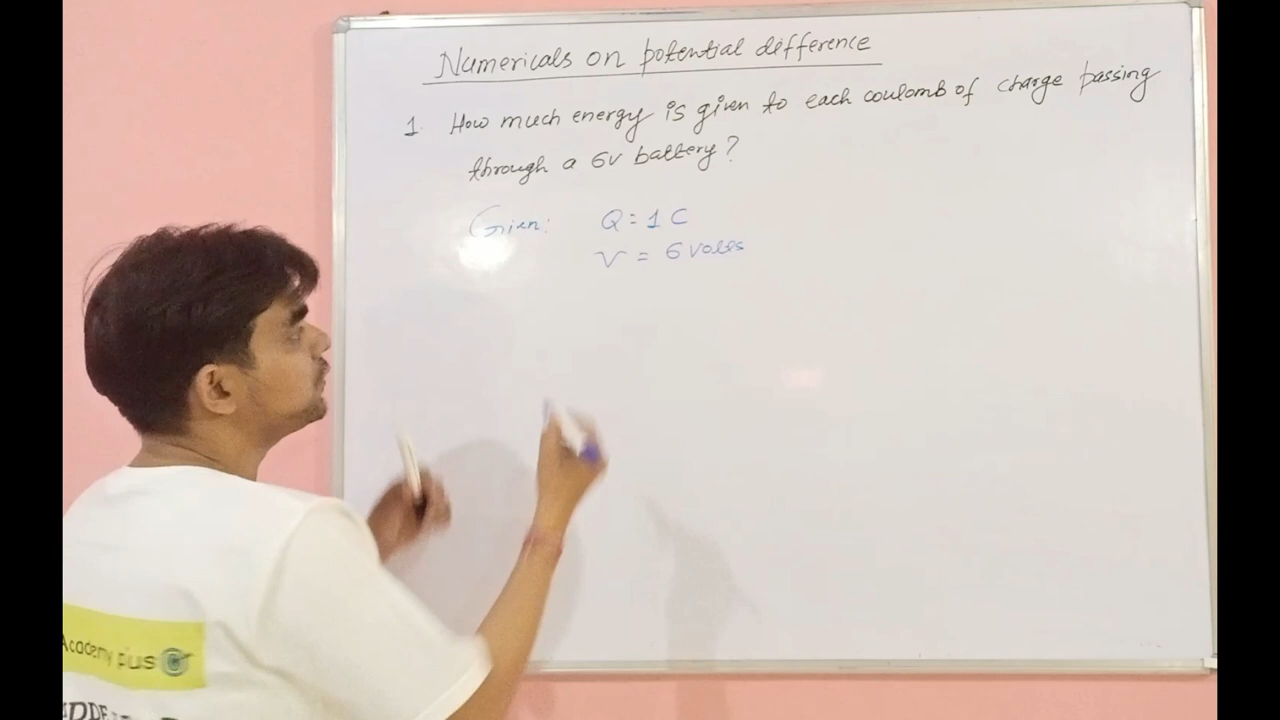 Numericals on potential difference
1. How much energy is given to each coulomb of charge passing
through a 6v battery?
Given: Q = 1 C
V = 6 volts
Academy plus